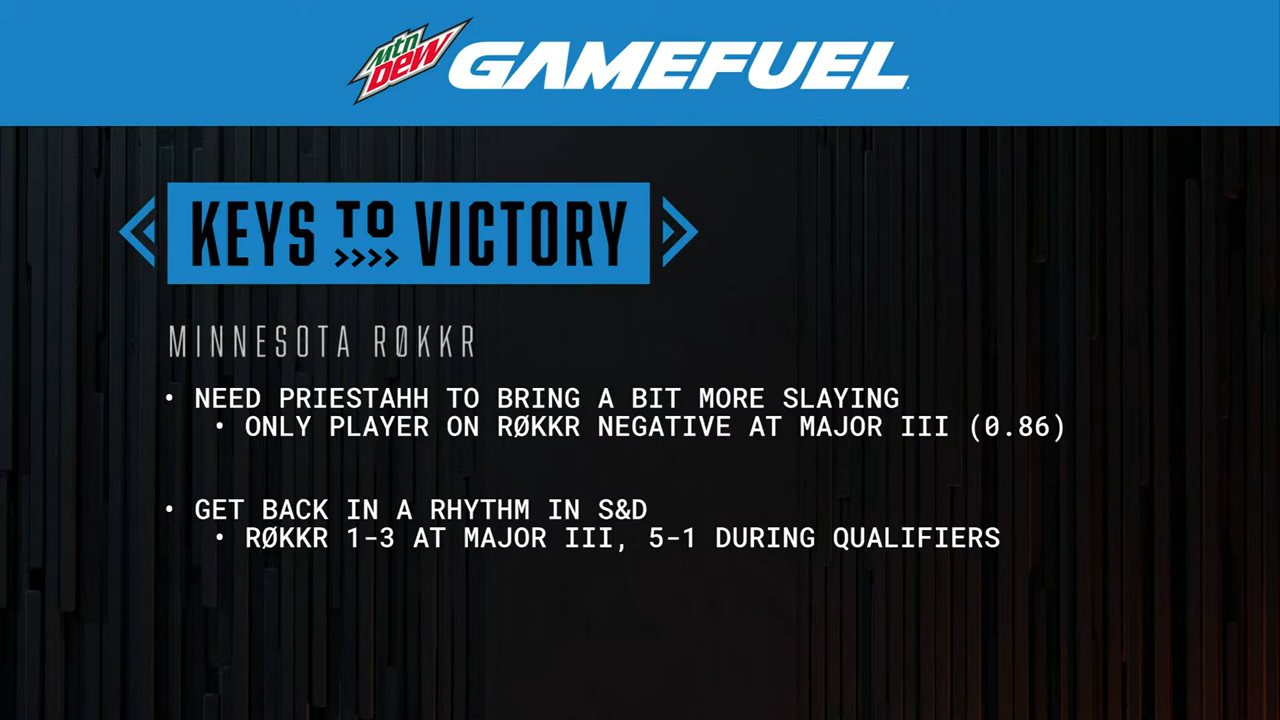 Mtn DEW GAMEFUEL
KEYS TO VICTORY
>>>>
MINNESOTA RØKKR
• NEED PRIESTAHH TO BRING A BIT MORE SLAYING
• ONLY PLAYER ON RØKKR NEGATIVE AT MAJOR III (0.86)
• GET BACK IN A RHYTHM IN S&D
• RØKKR 1-3 AT MAJOR III, 5-1 DURING QUALIFIERS